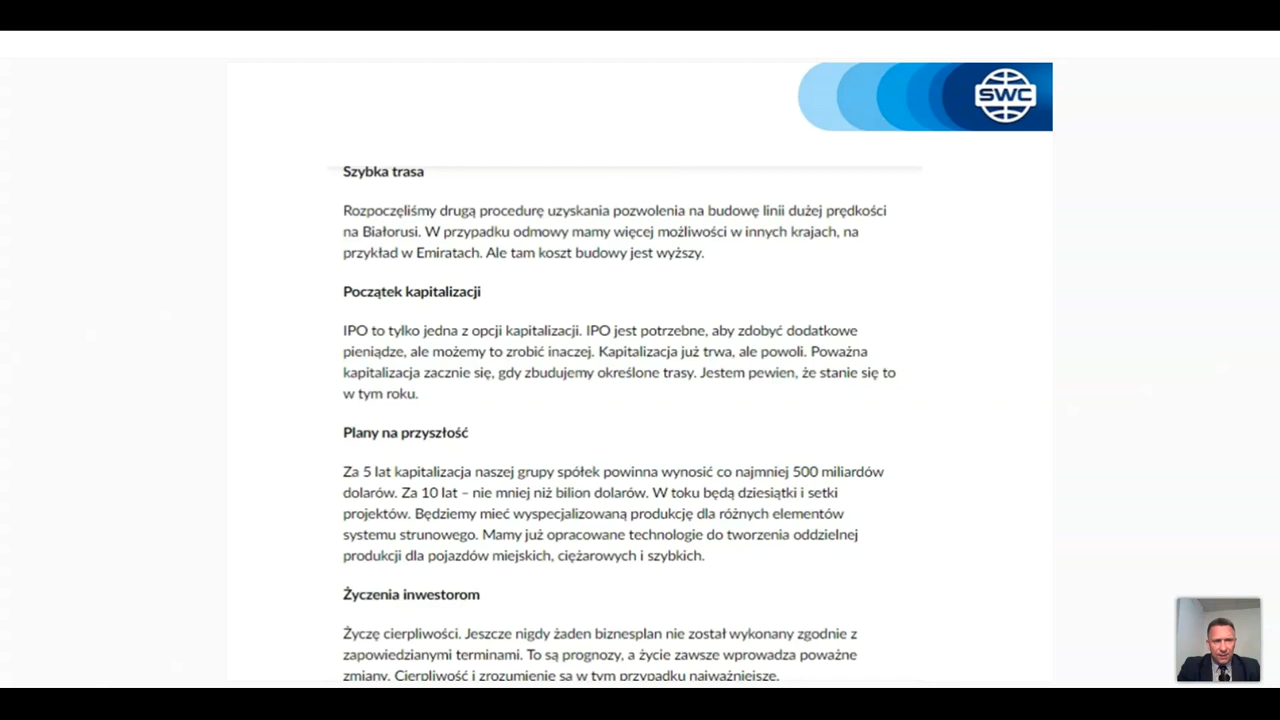 SWC
Szybka trasa
Rozpoczęliśmy drugą procedurę uzyskania pozwolenia na budowę linii dużej prędkości
na Białorusi. W przypadku odmowy mamy więcej możliwości w innych krajach, na
przykład w Emiratach. Ale tam koszt budowy jest wyższy.
Początek kapitalizacji
IPO to tylko jedna z opcji kapitalizacji. IPO jest potrzebne, aby zdobyć dodatkowe
pieniądze, ale możemy to zrobić inaczej. Kapitalizacja już trwa, ale powoli. Poważna
kapitalizacja zacznie się, gdy zbudujemy określone trasy. Jestem pewien, że stanie się to
w tym roku.
Plany na przyszłość
Za 5 lat kapitalizacja naszej grupy spółek powinna wynosić co najmniej 500 miliardów
dolarów. Za 10 lat – nie mniej niż bilion dolarów. W toku będą dziesiątki i setki
projektów. Będziemy mieć wyspecjalizowaną produkcję dla różnych elementów
systemu strunowego. Mamy już opracowane technologie do tworzenia oddzielnej
produkcji dla pojazdów miejskich, ciężarowych i szybkich.
Życzenia inwestorom
Życzę cierpliwości. Jeszcze nigdy żaden biznesplan nie został wykonany zgodnie z
zapowiedzianymi terminami. To są prognozy, a życie zawsze wprowadza poważne
zmiany. Cierpliwość i zrozumienie są w tym przypadku najważniejsze.